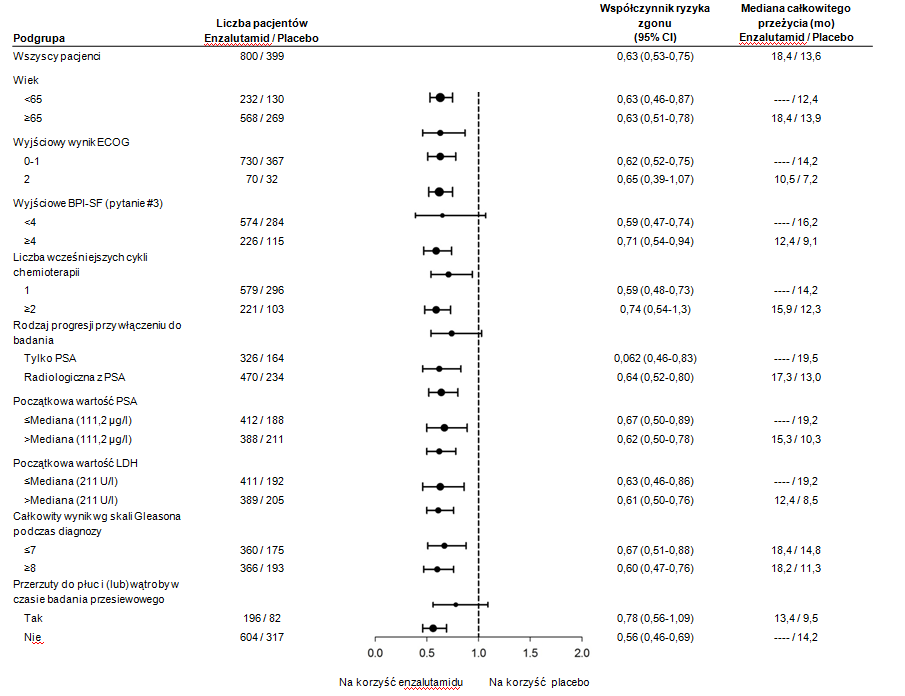 Podgrupa Liczba pacjentów Enzalutamid / Placebo Współczynnik ryzyka zgonu (95% CI) Mediana całkowitego przeżycia (mo) Enzalutamid / Placebo
Wszyscy pacjenci 800 / 399 0,63 (0,53-0,75) 18,4 / 13,6
Wiek
<65 232 / 130 0,63 (0,46-0,87) ---- / 12,4
≥65 568 / 269 0,63 (0,51-0,78) 18,4 / 13,9
Wyjściowy wynik ECOG
0-1 730 / 367 0,62 (0,52-0,75) ---- / 14,2
2 70 / 32 0,65 (0,39-1,07) 10,5 / 7,2
Wyjściowe BPI-SF (pytanie #3)
<4 574 / 284 0,59 (0,47-0,74) ---- / 16,2
≥4 226 / 115 0,71 (0,54-0,94) 12,4 / 9,1
Liczba wcześniejszych cykli
chemioterapii
1 579 / 296 0,59 (0,48-0,73) ---- / 14,2
≥2 221 / 103 0,74 (0,54-1,3) 15,9 / 12,3
Rodzaj progresji przy włączeniu do
badania
Tylko PSA 326 / 164 0,062 (0,46-0,83) ---- / 19,5
Radiologiczna z PSA 470 / 234 0,64 (0,52-0,80) 17,3 / 13,0
Początkowa wartość PSA
≤Mediana (111,2 µg/l) 412 / 188 0,67 (0,50-0,89) ---- / 19,2
>Mediana (111,2 µg/l) 388 / 211 0,62 (0,50-0,78) 15,3 / 10,3
Początkowa wartość LDH
≤Mediana (211 U/l) 411 / 192 0,63 (0,46-0,86) ---- / 19,2
>Mediana (211 U/l) 389 / 205 0,61 (0,50-0,76) 12,4 / 8,5
Całkowity wynik wg skali Gleasona
podczas diagnozy
≤7 360 / 175 0,67 (0,51-0,88) 18,4 / 14,8
≥8 366 / 193 0,60 (0,47-0,76) 18,2 / 11,3
Przerzuty do płuc i (lub) wątroby w
czasie badania przesiewowego
Tak 196 / 82 0,78 (0,56-1,09) 13,4 / 9,5
Nie 604 / 317 0,56 (0,46-0,69) ---- / 14,2
0.0 0.5 1.0 1.5 2.0
Na korzyść enzalutamidu Na korzyść placebo